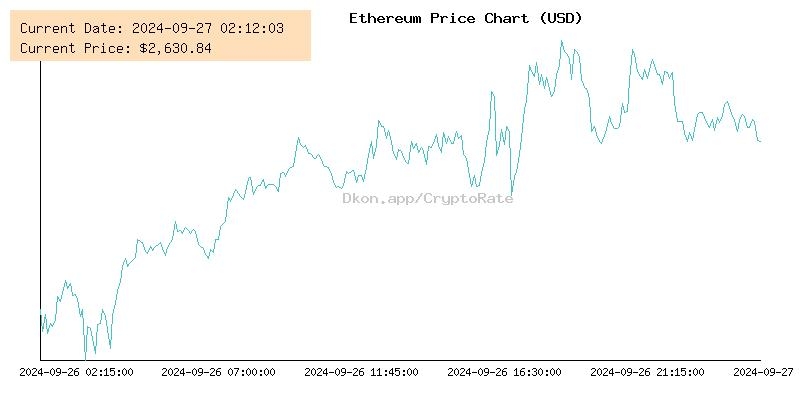 Ethereum Price Chart (USD)
Current Date: 2024-09-27 02:12:03
Current Price: $2,630.84
Dkon.app/CryptoRate
2024-09-26 02:15:00 2024-09-26 07:00:00 2024-09-26 11:45:00 2024-09-26 16:30:00 2024-09-26 21:15:00 2024-09-27